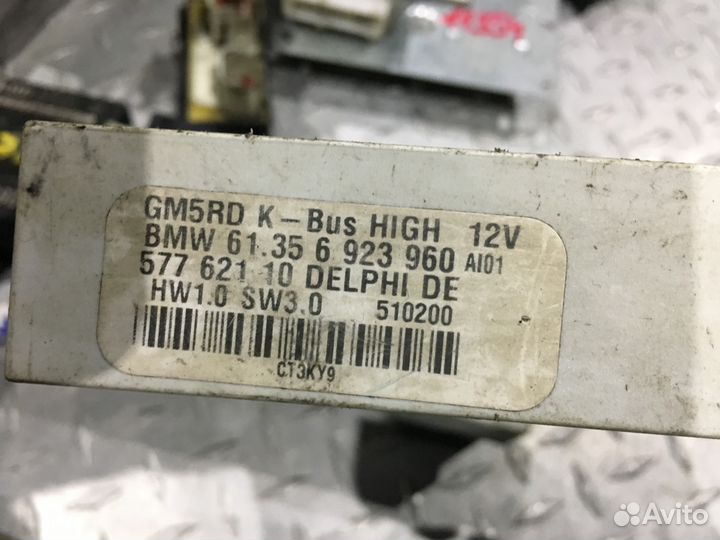 GM5RD K-Bus HIGH 12V
BMW 61.35 6 923 960 AI01
577 621 10 DELPHI DE
HW1.0 SW3.0 510200
CT3KY9
Avito